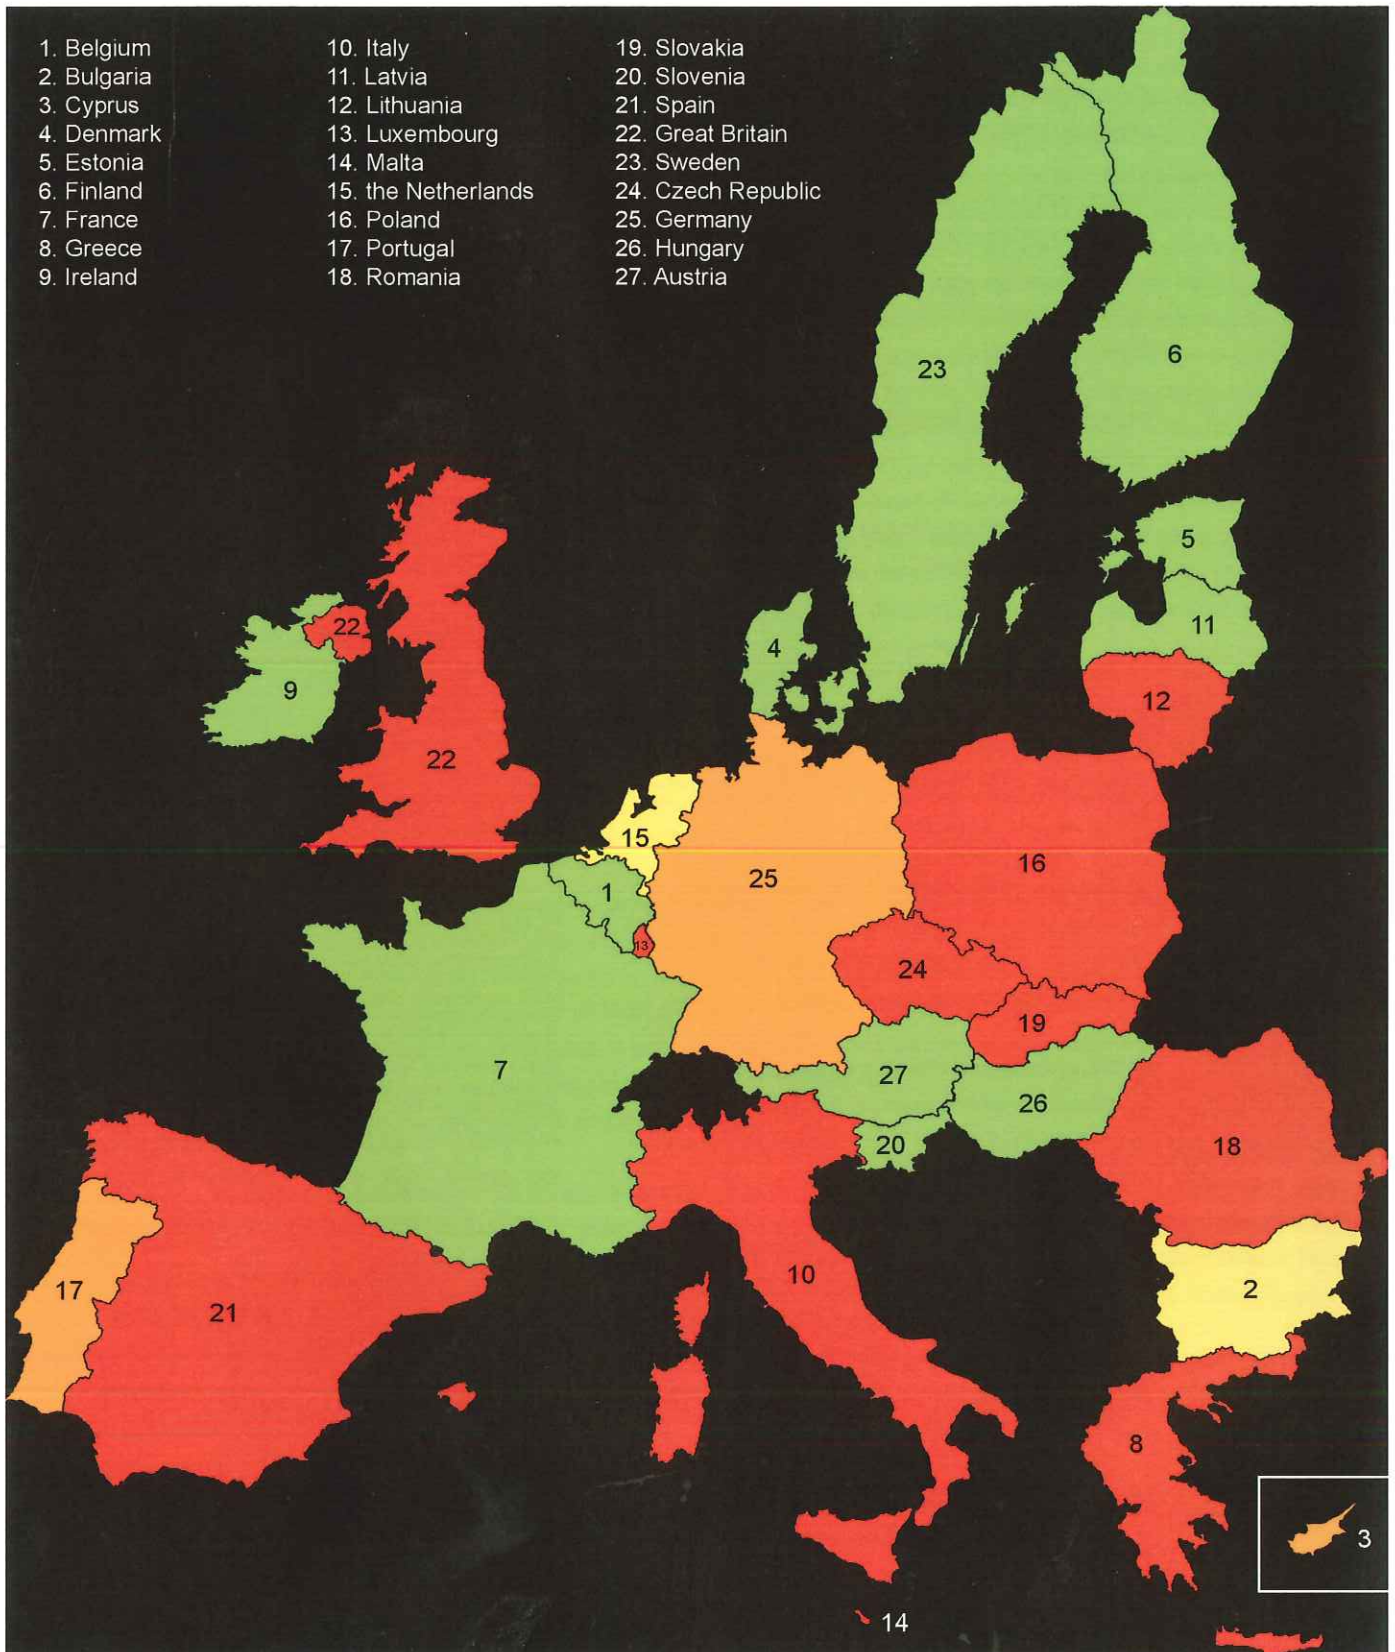 1. Belgium
2. Bulgaria
3. Cyprus
4. Denmark
5. Estonia
6. Finland
7. France
8. Greece
9. Ireland
10. Italy
11. Latvia
12. Lithuania
13. Luxembourg
14. Malta
15. the Netherlands
16. Poland
17. Portugal
18. Romania
19. Slovakia
20. Slovenia
21. Spain
22. Great Britain
23. Sweden
24. Czech Republic
25. Germany
26. Hungary
27. Austria
6
23
5
22
11
4
9
12
22
15
16
25
1
13
24
19
7
27
26
20
18
10
17
2
21
8
3
14